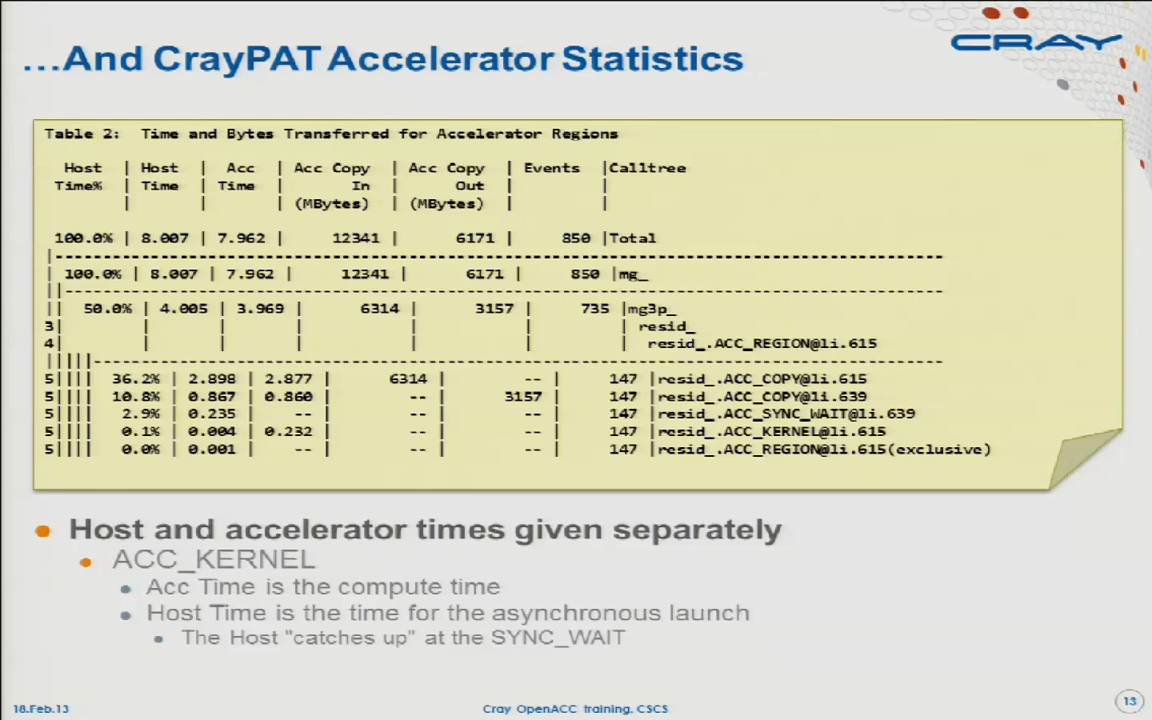 CRAY
...And CrayPAT Accelerator Statistics
Table 2:  Time and Bytes Transferred for Accelerator Regions
Host | Host | Acc | Acc Copy | Acc Copy | Events |Calltree
Time% | Time | Time | In | Out | |
| | | (MBytes) | (MBytes) | |
100.0% | 8.007 | 7.962 | 12341 | 6171 | 850 |Total
|-----------------------------------------------------------------
| 100.0% | 8.007 | 7.962 | 12341 | 6171 | 850 |mg_
||----------------------------------------------------------------
|| 50.0% | 4.005 | 3.969 | 6314 | 3157 | 735 |mg3p_
3| | | | | | | resid_
4| | | | | | | resid_.ACC_REGION@li.615
|||||-------------------------------------------------------------
5|||| 36.2% | 2.898 | 2.877 | 6314 | -- | 147 |resid_.ACC_COPY@li.615
5|||| 10.8% | 0.867 | 0.860 | -- | 3157 | 147 |resid_.ACC_COPY@li.639
5|||| 2.9% | 0.235 | -- | -- | -- | 147 |resid_.ACC_SYNC_WAIT@li.639
5|||| 0.1% | 0.004 | 0.232 | -- | -- | 147 |resid_.ACC_KERNEL@li.615
5|||| 0.0% | 0.001 | -- | -- | -- | 147 |resid_.ACC_REGION@li.615(exclusive)
• Host and accelerator times given separately
• ACC_KERNEL
• Acc Time is the compute time
• Host Time is the time for the asynchronous launch
• The Host "catches up" at the SYNC_WAIT
18.Feb.13
Cray OpenACC training, CSCS
13